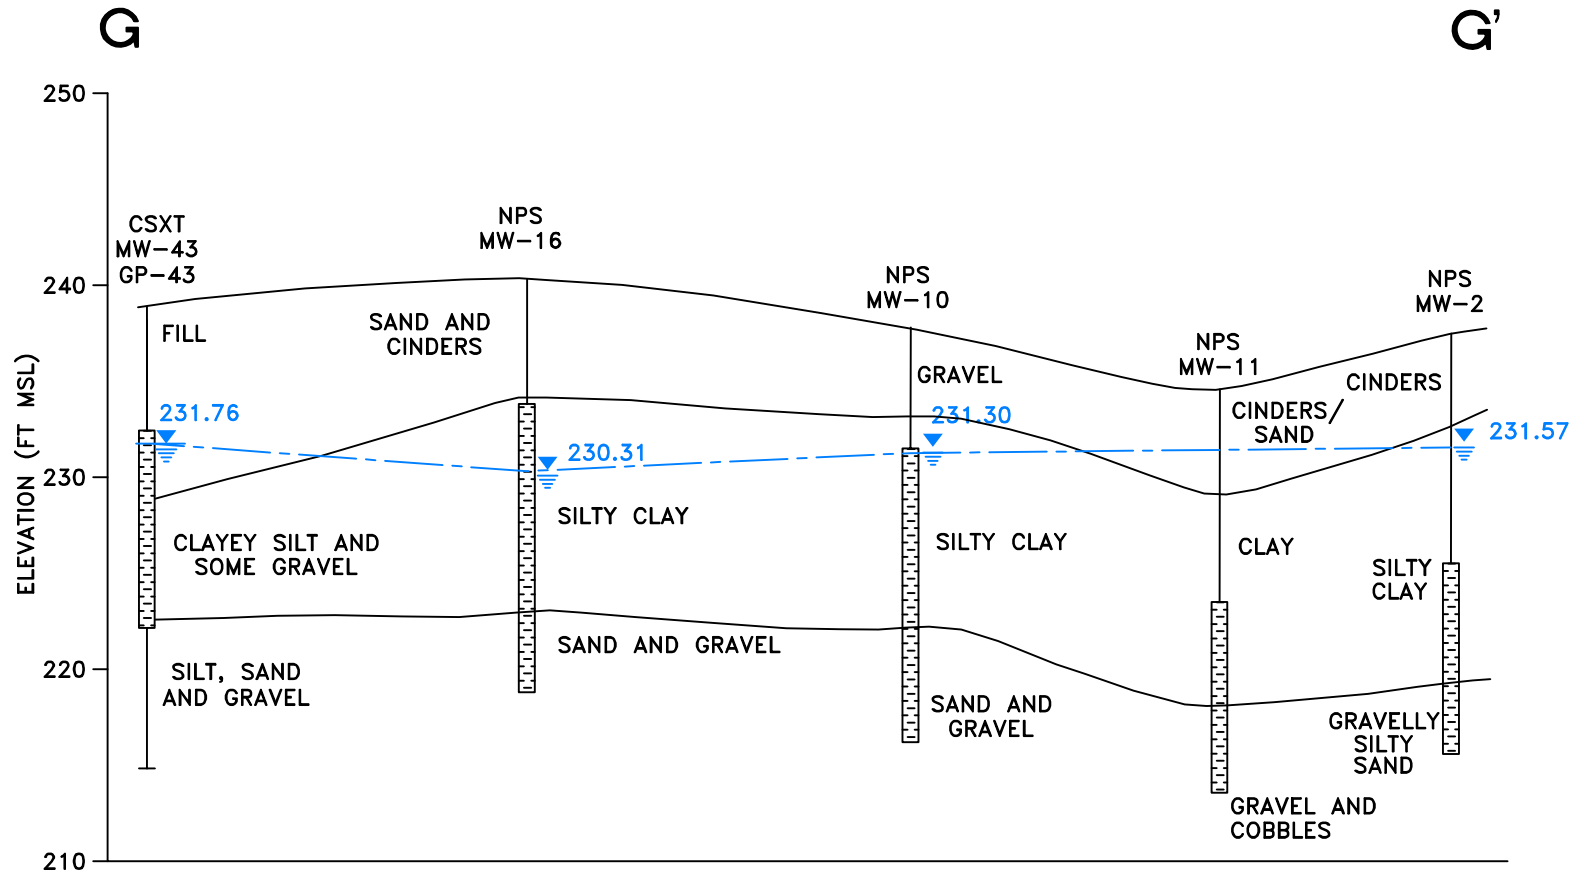 G
G'
250
240
230
220
210
ELEVATION (FT MSL)
CSXT
MW-43
GP-43
NPS
MW-16
NPS
MW-10
NPS
MW-11
NPS
MW-2
FILL
SAND AND
CINDERS
GRAVEL
CINDERS/
SAND
CINDERS
231.76
230.31
231.30
231.57
CLAYEY SILT AND
SOME GRAVEL
SILTY CLAY
SILTY CLAY
CLAY
SILTY
CLAY
SILT, SAND
AND GRAVEL
SAND AND GRAVEL
SAND AND
GRAVEL
GRAVEL AND
COBBLES
GRAVELLY
SILTY
SAND